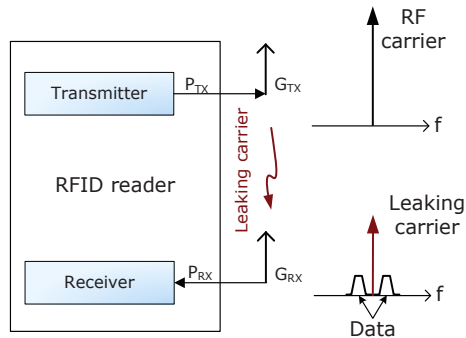 RF
carrier
Transmitter
P_TX
G_TX
f
RFID reader
Leaking carrier
Leaking
carrier
Receiver
P_RX
G_RX
f
Data